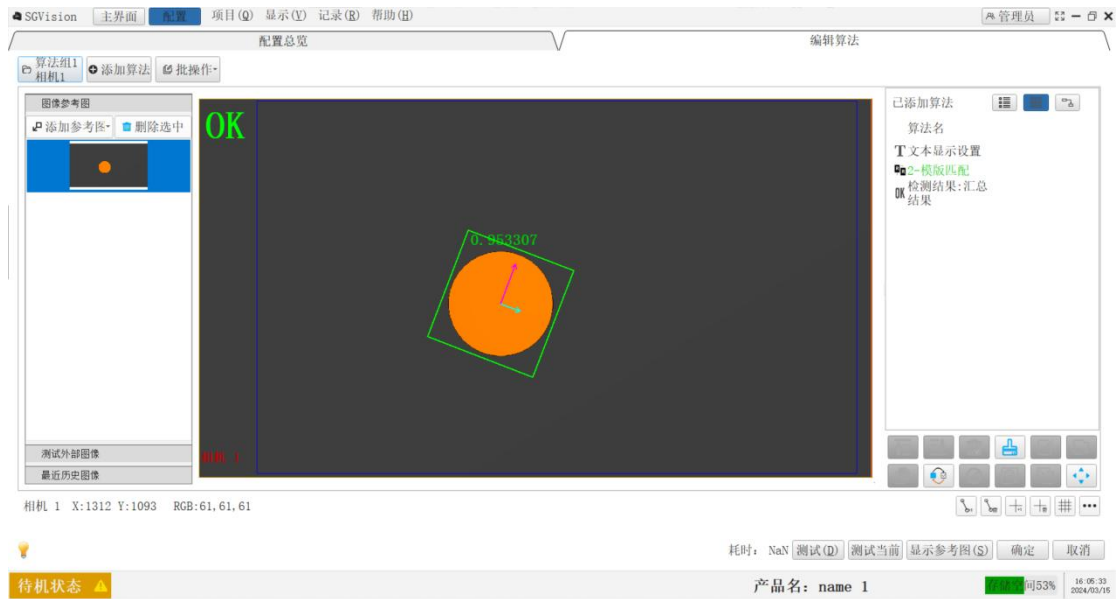 SGVision 主界面 配置 项目(Q) 显示(V) 记录(R) 帮助(H) 管理员
配置总览 编辑算法
算法组1
相机1
添加算法 批操作
图像参考图
添加参考图 删除选中
OK
0.953307
相机 1
测试外部图像
最近历史图像
已添加算法
算法名
T 文本显示设置
2-模版匹配
OK 检测结果:汇总
结果
相机 1 X:1312 Y:1093 RGB:61,61,61
耗时: NaN 测试(D) 测试当前 显示参考图(S) 确定 取消
待机状态 产品名: name 1 存储空间53% 16:05:33
2024/03/15